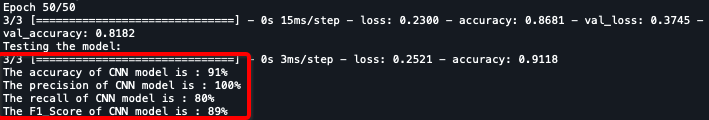 Epoch 50/50
3/3 [==============================] - 0s 15ms/step - loss: 0.2300 - accuracy: 0.8681 - val_loss: 0.3745 -
val_accuracy: 0.8182
Testing the model:
3/3 [==============================] - 0s 3ms/step - loss: 0.2521 - accuracy: 0.9118
The accuracy of CNN model is : 91%
The precision of CNN model is : 100%
The recall of CNN model is : 80%
The F1_Score of CNN model is : 89%